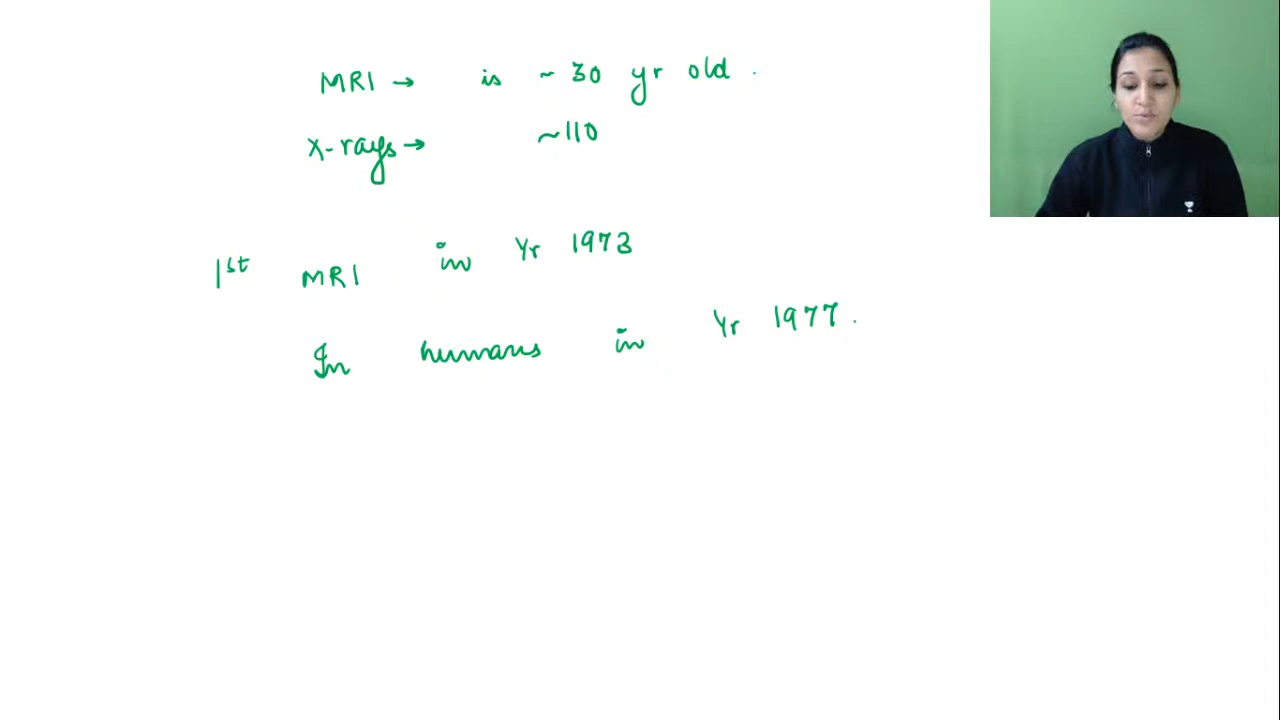 MRI → is ~ 30 yr old .
X-rays → ~110
1st MRI in Yr 1973
In humans in Yr 1977 .